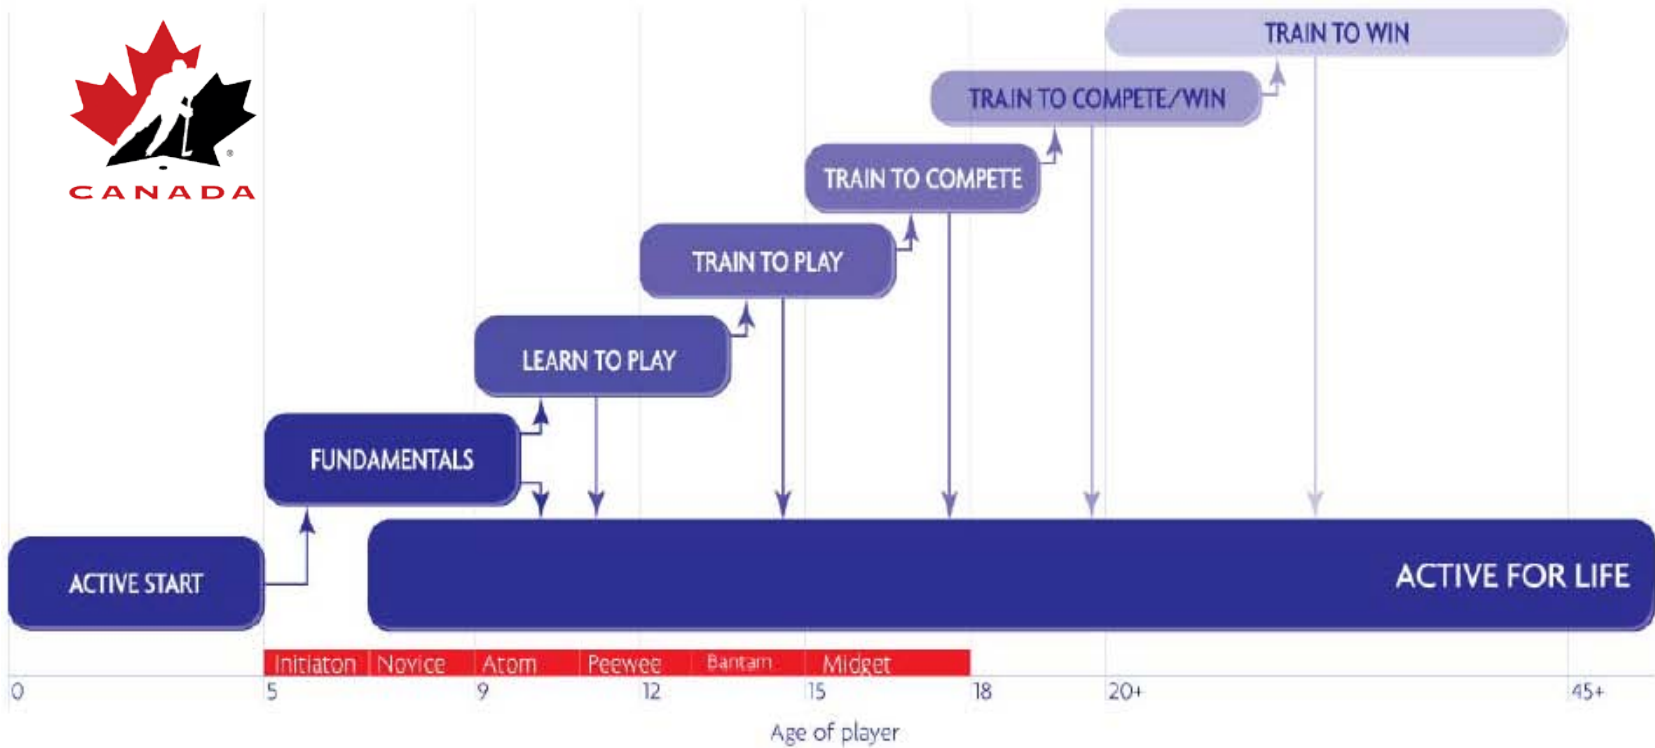 CANADA
TRAIN TO WIN
TRAIN TO COMPETE/WIN
TRAIN TO COMPETE
TRAIN TO PLAY
LEARN TO PLAY
FUNDAMENTALS
ACTIVE START
ACTIVE FOR LIFE
Initiaton Novice Atom Peewee Bantam Midget
0 5 9 12 15 18 20+ 45+
Age of player